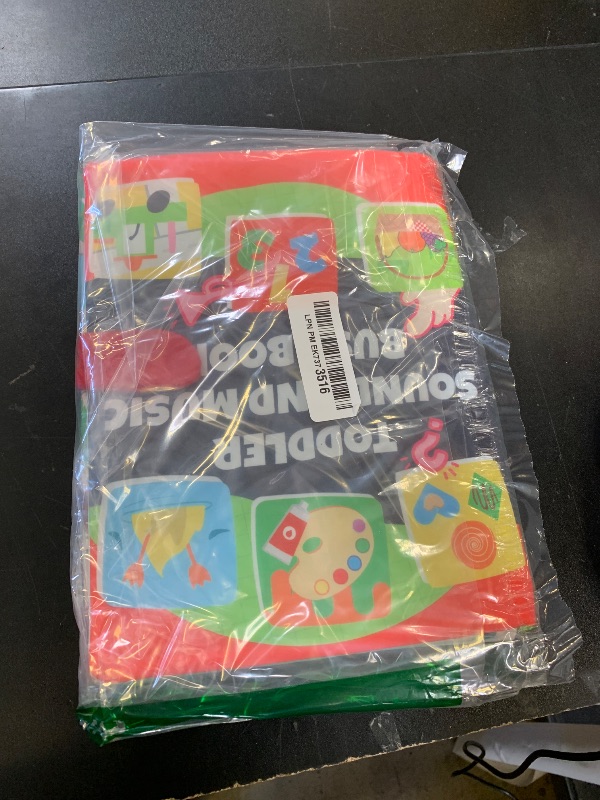 TODDLER
SOUND AND MUSIC
BUSY BOOK
LPN PM EK737 3516